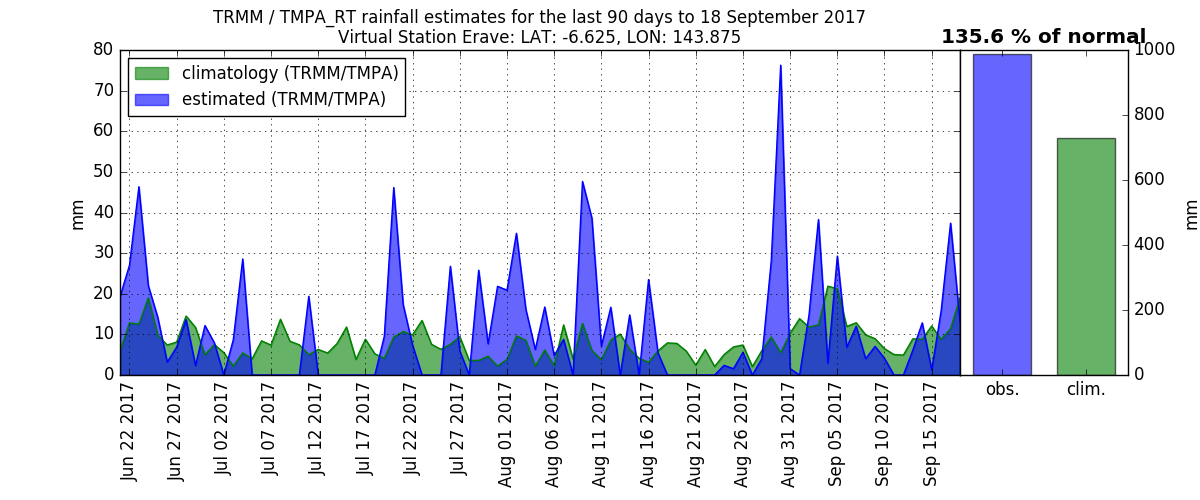 TRMM / TMPA_RT rainfall estimates for the last 90 days to 18 September 2017
Virtual Station Erave: LAT: -6.625, LON: 143.875
135.6 % of normal
climatology (TRMM/TMPA)
estimated (TRMM/TMPA)
80
70
60
50
40
30
20
10
0
mm
1000
800
600
400
200
0
mm
Jun 22 2017
Jun 27 2017
Jul 02 2017
Jul 07 2017
Jul 12 2017
Jul 17 2017
Jul 22 2017
Jul 27 2017
Aug 01 2017
Aug 06 2017
Aug 11 2017
Aug 16 2017
Aug 21 2017
Aug 26 2017
Aug 31 2017
Sep 05 2017
Sep 10 2017
Sep 15 2017
obs.
clim.